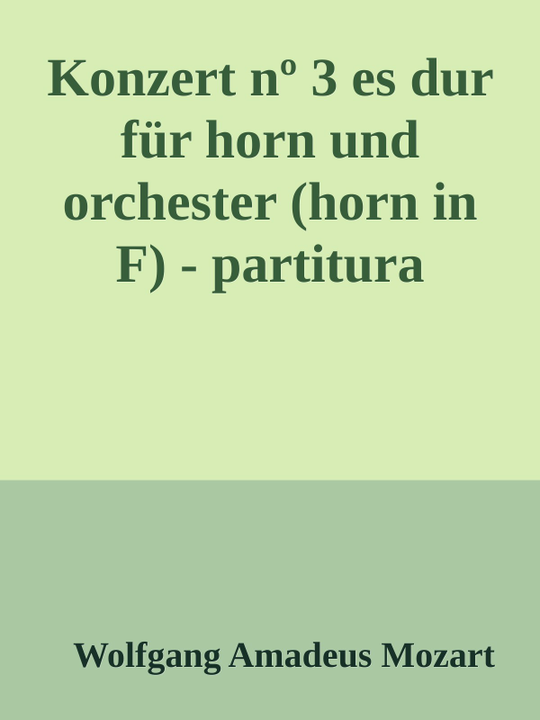 Konzert nº 3 es dur
für horn und
orchester (horn in
F) - partitura
Wolfgang Amadeus Mozart